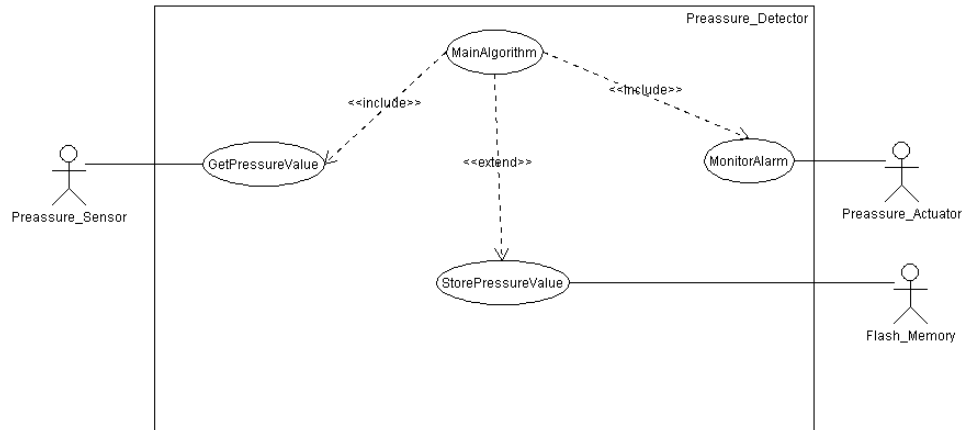 Preassure_Detector
MainAlgorithm
<<include>>
<<include>>
GetPressureValue
<<extend>>
MonitorAlarm
Preassure_Sensor
Preassure_Actuator
StorePressureValue
Flash_Memory